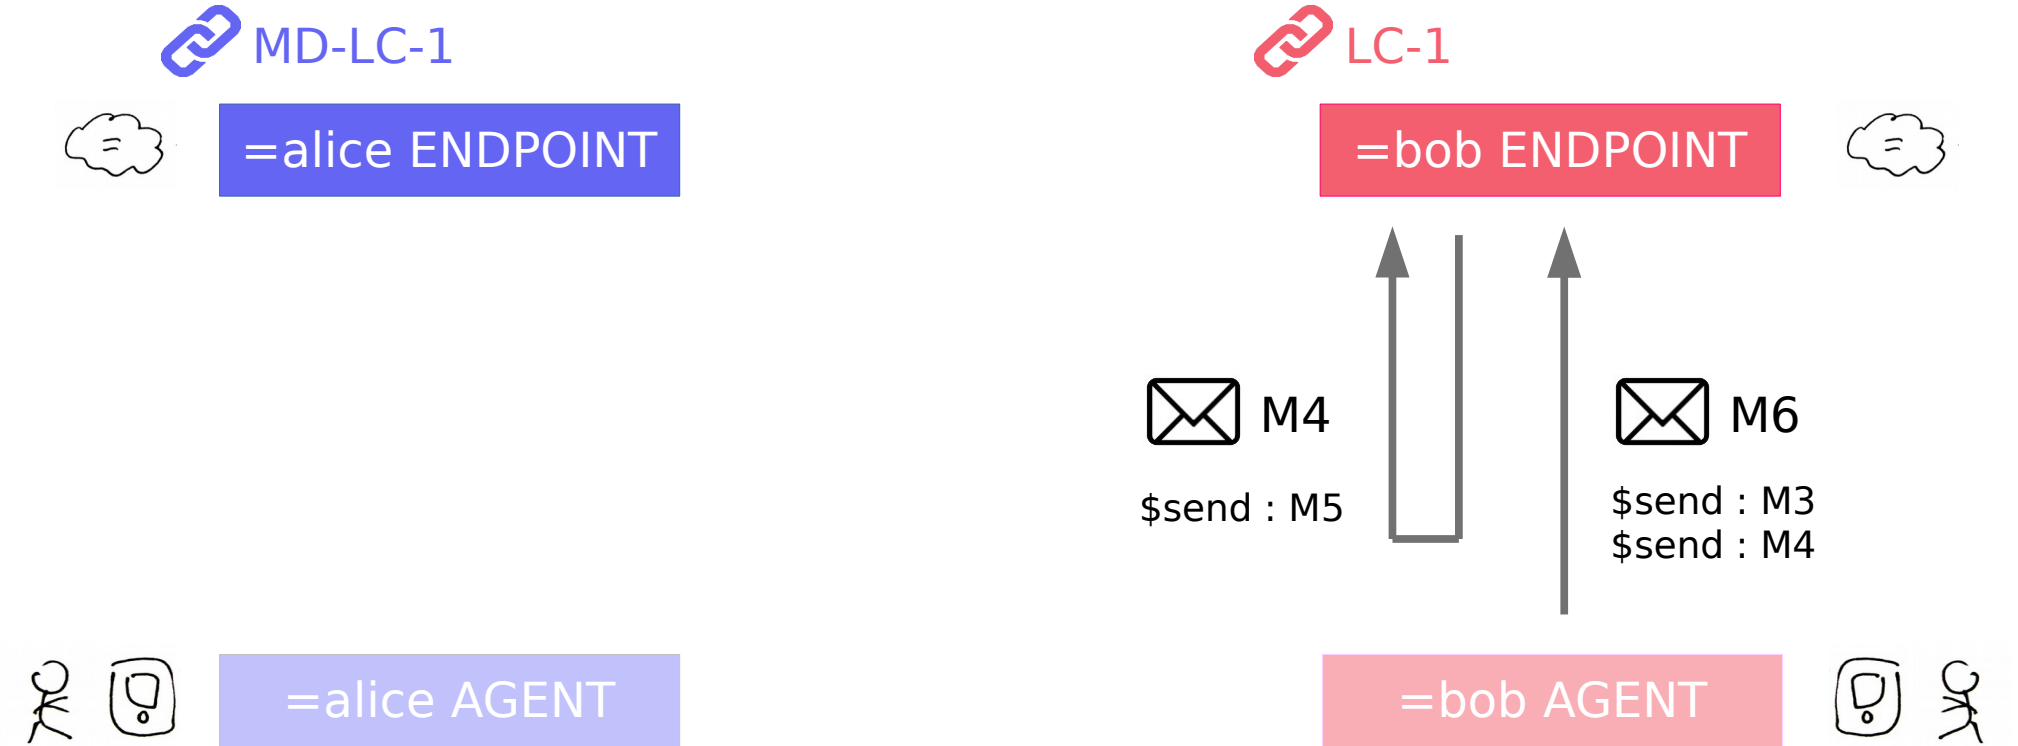 MD-LC-1
LC-1
=alice ENDPOINT
=bob ENDPOINT
M4
M6
$send : M5
$send : M3
$send : M4
=alice AGENT
=bob AGENT